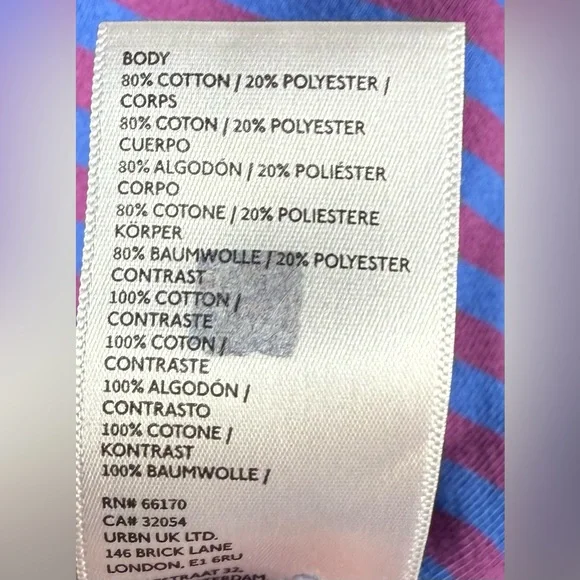 BODY
80% COTTON / 20% POLYESTER /
CORPS
80% COTON / 20% POLYESTER
CUERPO
80% ALGODÓN / 20% POLIÉSTER
CORPO
80% COTONE / 20% POLIESTERE
KÖRPER
80% BAUMWOLLE / 20% POLYESTER
CONTRAST
100% COTTON /
CONTRASTE
100% COTON /
CONTRASTE
100% ALGODÓN /
CONTRASTO
100% COTONE /
KONTRAST
100% BAUMWOLLE /
RN# 66170
CA# 32054
URBN UK LTD.
146 BRICK LANE
LONDON, E1 6RU